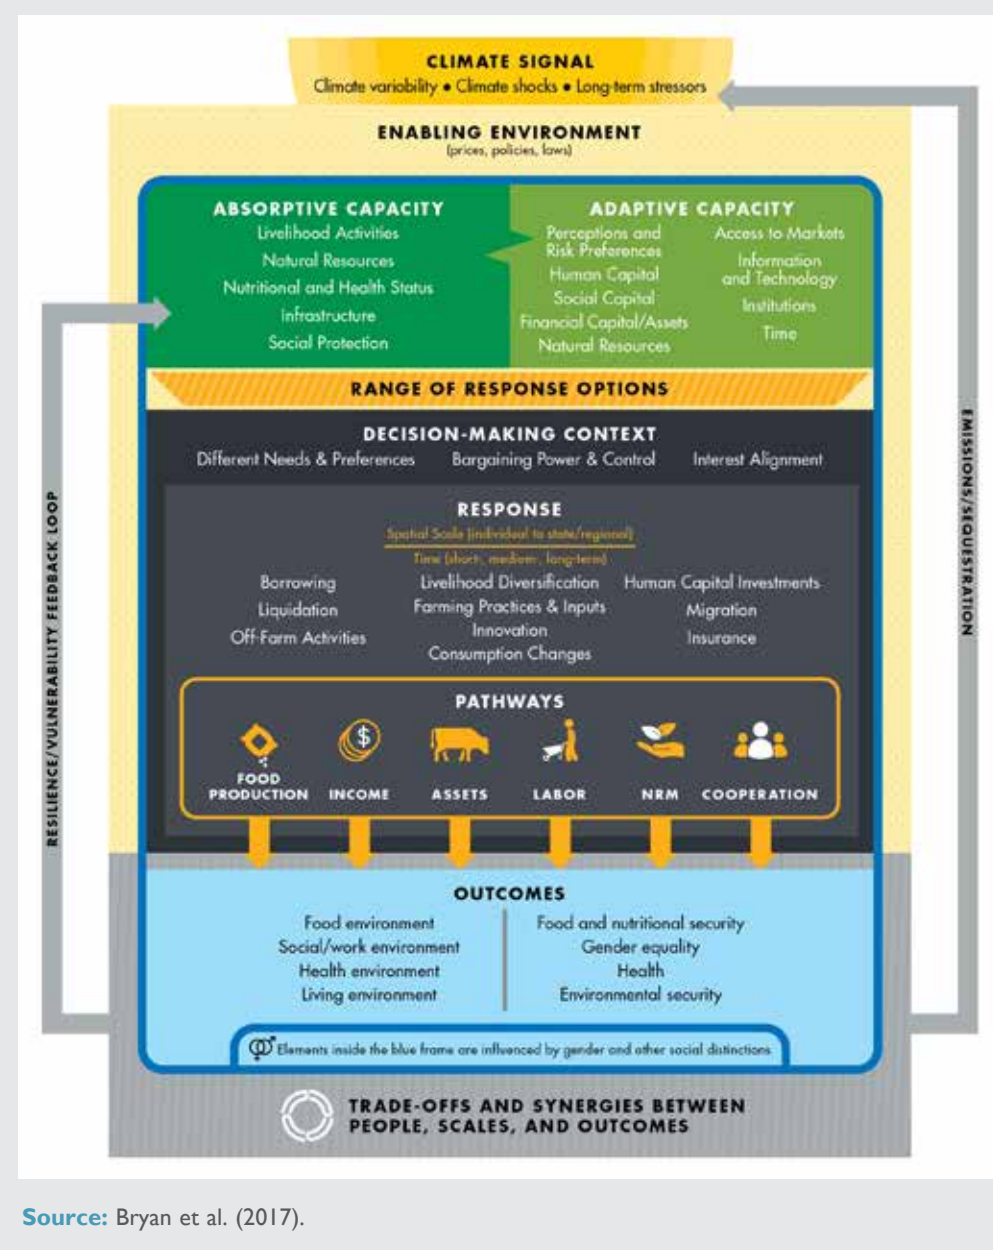 CLIMATE SIGNAL
Climate variability • Climate shocks • Long-term stressors
ENABLING ENVIRONMENT
(prices, policies, laws)
ABSORPTIVE CAPACITY
Livelihood Activities
Natural Resources
Nutritional and Health Status
Infrastructure
Social Protection
ADAPTIVE CAPACITY
Perceptions and
Risk Preferences
Human Capital
Social Capital
Financial Capital/Assets
Natural Resources
Access to Markets
Information
and Technology
Institutions
Time
RANGE OF RESPONSE OPTIONS
DECISION-MAKING CONTEXT
Different Needs & Preferences
Bargaining Power & Control
Interest Alignment
RESPONSE
Spatial Scale (individual to state/regional)
Time (short-, medium-, long-term)
Borrowing
Liquidation
Off-Farm Activities
Livelihood Diversification
Farming Practices & Inputs
Innovation
Consumption Changes
Human Capital Investments
Migration
Insurance
PATHWAYS
FOOD
PRODUCTION
INCOME
ASSETS
LABOR
NRM
COOPERATION
OUTCOMES
Food environment
Social/work environment
Health environment
Living environment
Food and nutritional security
Gender equality
Health
Environmental security
Elements inside the blue frame are influenced by gender and other social distinctions
TRADE-OFFS AND SYNERGIES BETWEEN
PEOPLE, SCALES, AND OUTCOMES
RESILIENCE/VULNERABILITY FEEDBACK LOOP
EMISSIONS/SEQUESTRATION
Source: Bryan et al. (2017).